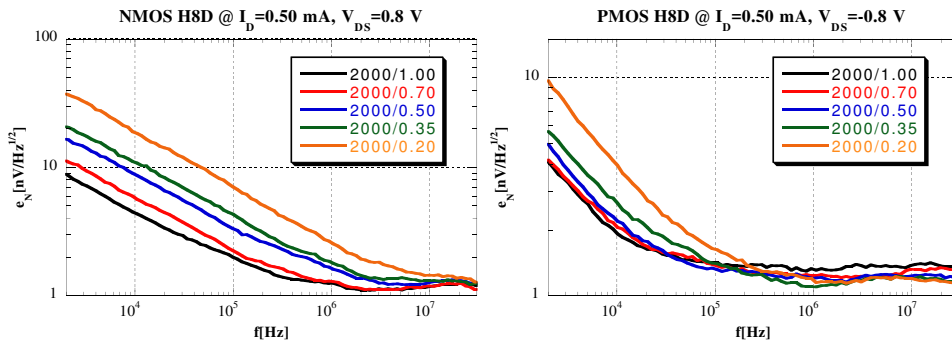 NMOS H8D @ I_D=0.50 mA, V_DS=0.8 V
100
10
1
e_N[nV/Hz^1/2]
2000/1.00
2000/0.70
2000/0.50
2000/0.35
2000/0.20
10^4 10^5 10^6 10^7
f[Hz]
PMOS H8D @ I_D=0.50 mA, V_DS=-0.8 V
10
1
e_N[nV/Hz^1/2]
2000/1.00
2000/0.70
2000/0.50
2000/0.35
2000/0.20
10^4 10^5 10^6 10^7
f[Hz]